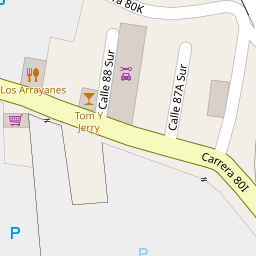 Carrera 80K
Calle 88 Sur
Calle 87A Sur
Los Arrayanes
Tom Y
Jerry
Carrera 80I
P
P
P